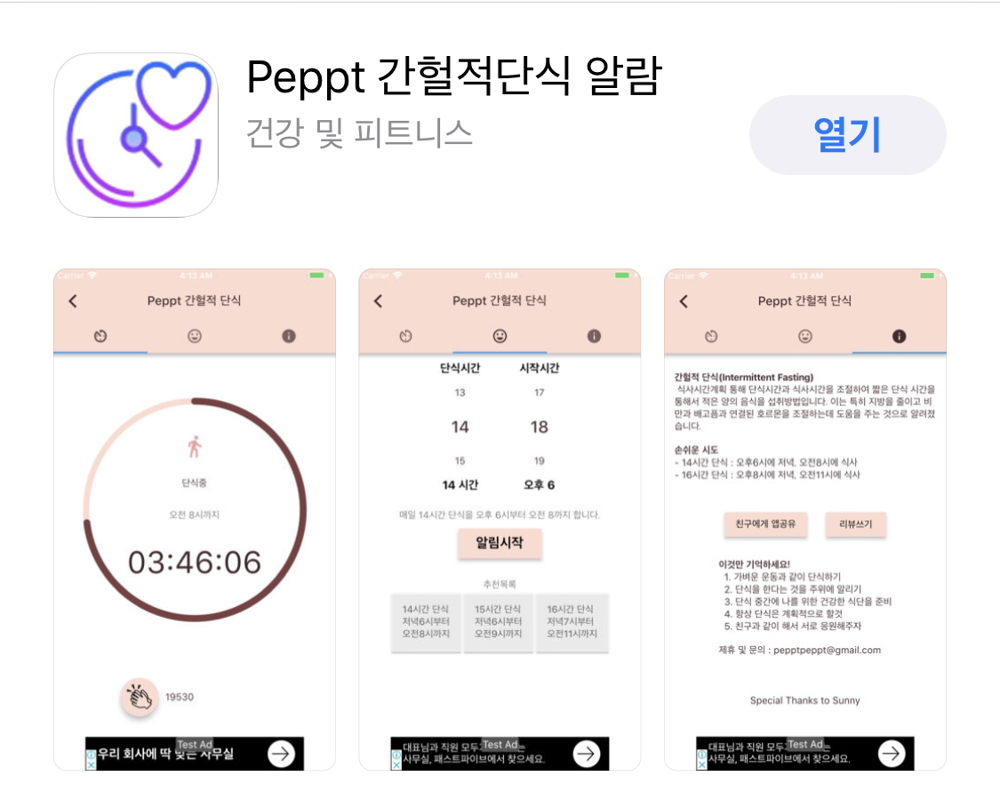 Peppt 간헐적단식 알람
건강 및 피트니스
열기
Carrier 4:13 AM
Peppt 간헐적 단식
단식중
오전 8시까지
03:46:06
19530
Test Ad
우리 회사에 딱 맞는 사무실
Carrier 4:13 AM
Peppt 간헐적 단식
단식시간 시작시간
13 17
14 18
15 19
14 시간 오후 6
매일 14시간 단식을 오후 6시부터 오전 8까지 합니다.
알림시작
추천목록
14시간 단식 15시간 단식 16시간 단식
저녁6시부터 저녁6시부터 저녁7시부터
오전8시까지 오전9시까지 오전11시까지
대표님과 직원 모두 Test Ad 는
사무실, 패스트파이브에서 찾으세요.
Carrier 4:13 AM
Peppt 간헐적 단식
간헐적 단식(Intermittent Fasting)
식사시간계획 통해 단식시간과 식사시간을 조절하여 짧은 단식 시간을
통해서 적은 양의 음식을 섭취방법입니다. 이는 특히 지방을 줄이고 비
만과 배고픔과 연결된 호르몬을 조절하는데 도움을 주는 것으로 알려졌
습니다.
손쉬운 시도
- 14시간 단식 : 오후6시에 저녁, 오전8시에 식사
- 16시간 단식 : 오후8시에 저녁, 오전11시에 식사
친구에게 앱공유 리뷰쓰기
이것만 기억하세요!
1. 가벼운 운동과 같이 단식하기
2. 단식을 한다는 것을 주위에 알리기
3. 단식 중간에 나를 위한 건강한 식단을 준비
4. 항상 단식은 계획적으로 할것
5. 친구과 같이 해서 서로 응원해주자
제휴 및 문의 : pepptpeppt@gmail.com
Special Thanks to Sunny
대표님과 직원 모두 Test Ad 는
사무실, 패스트파이브에서 찾으세요.